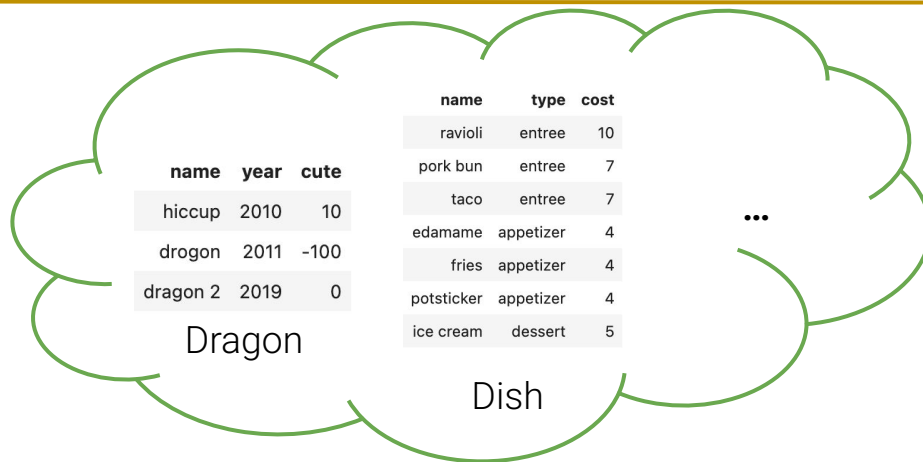 name year cute
hiccup 2010 10
drogon 2011 -100
dragon 2 2019 0
Dragon
name type cost
ravioli entree 10
pork bun entree 7
taco entree 7
edamame appetizer 4
fries appetizer 4
potsticker appetizer 4
ice cream dessert 5
Dish
...